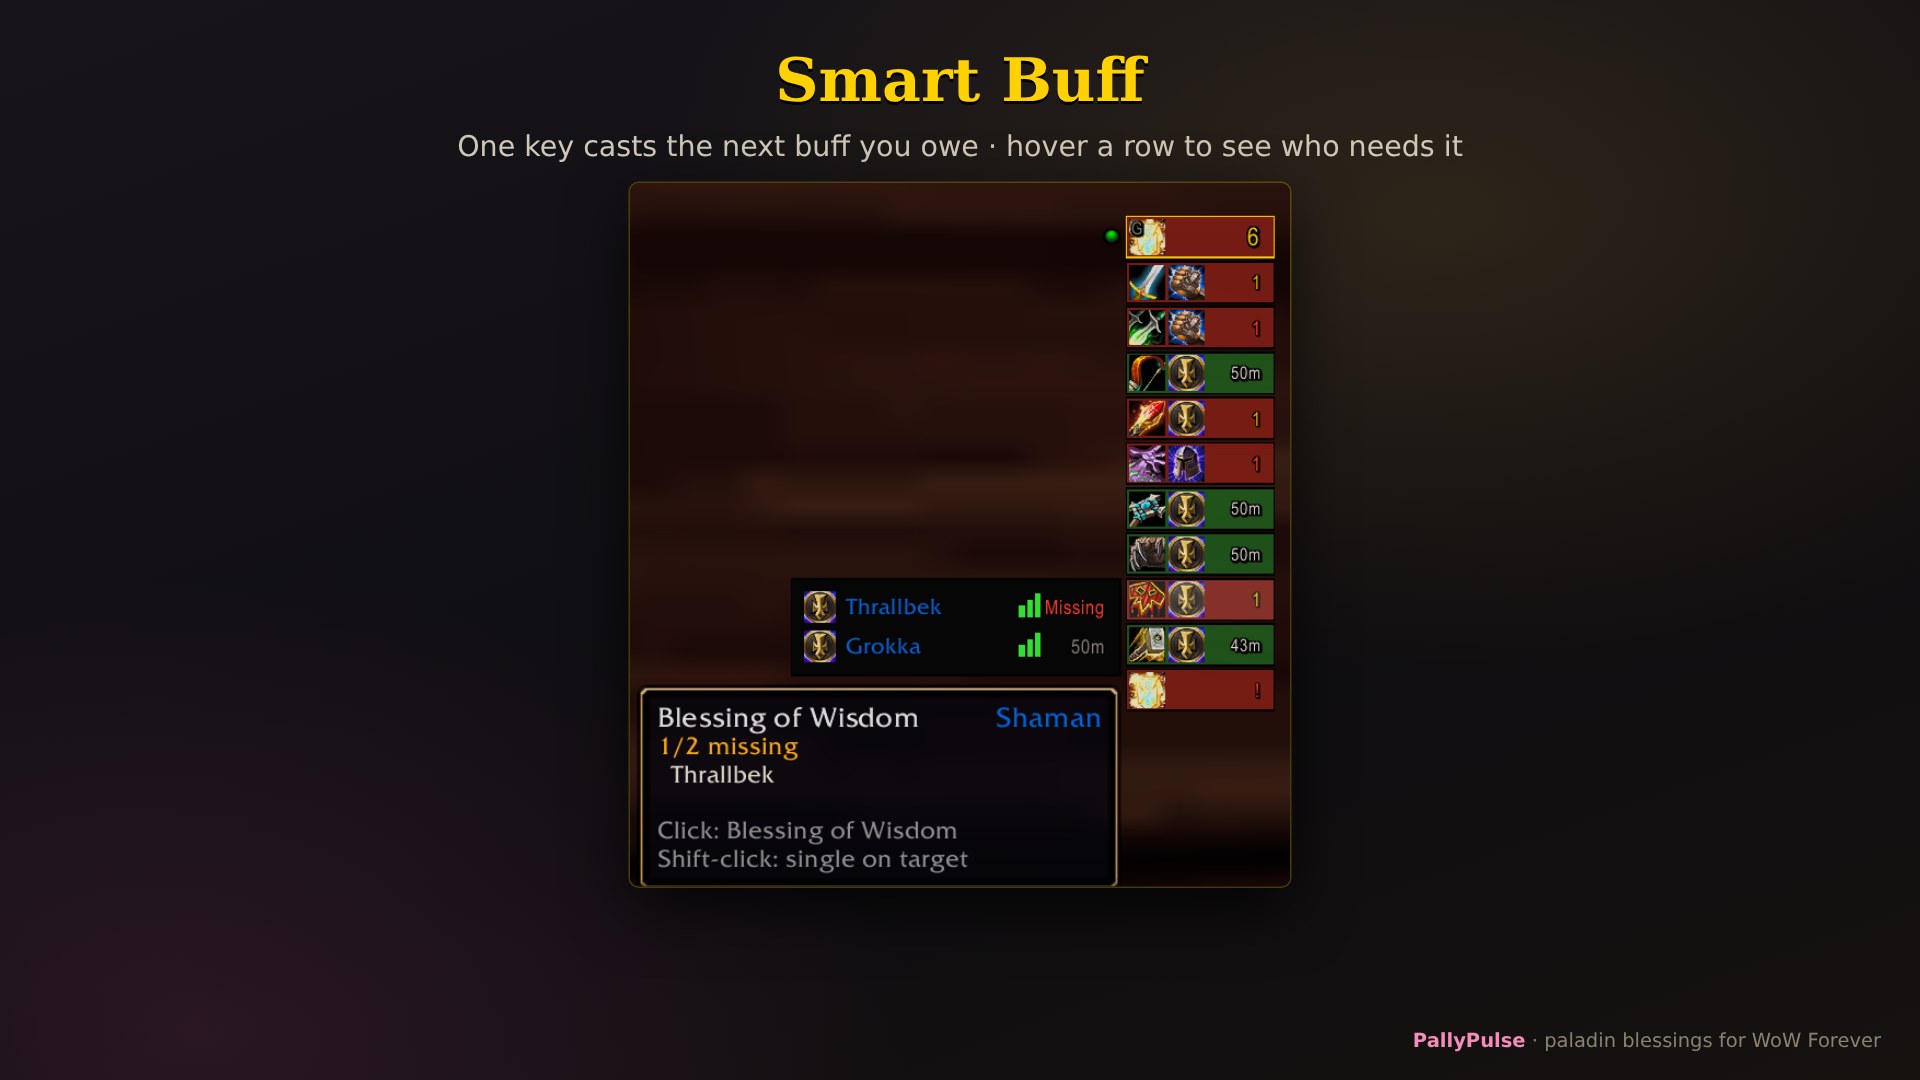 Smart Buff
One key casts the next buff you owe · hover a row to see who needs it
G 6
1
1
50m
1
1
50m
50m
1
43m
!
Thrallbek Missing
Grokka 50m
Blessing of Wisdom Shaman
1/2 missing
Thrallbek
Click: Blessing of Wisdom
Shift-click: single on target
PallyPulse · paladin blessings for WoW Forever